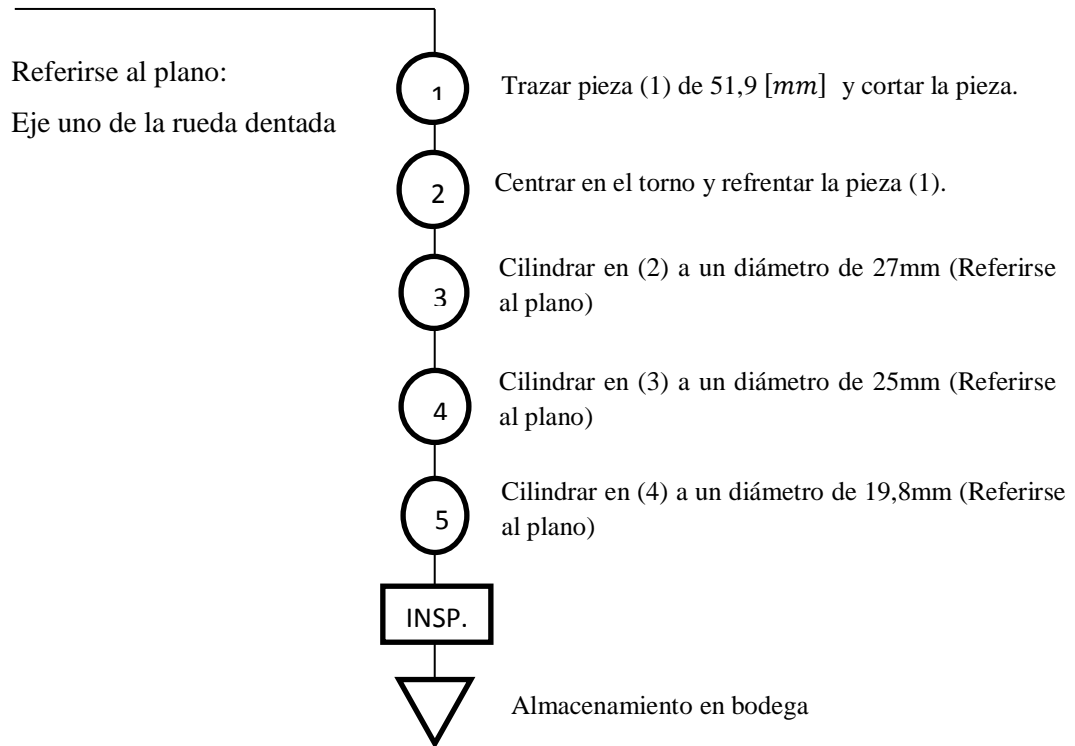 Referirse al plano:
Eje uno de la rueda dentada
1
Trazar pieza (1) de 51,9 [mm] y cortar la pieza.
2
Centrar en el torno y refrentar la pieza (1).
3
Cilindrar en (2) a un diámetro de 27mm (Referirse
al plano)
4
Cilindrar en (3) a un diámetro de 25mm (Referirse
al plano)
5
Cilindrar en (4) a un diámetro de 19,8mm (Referirse
al plano)
INSP.
Almacenamiento en bodega